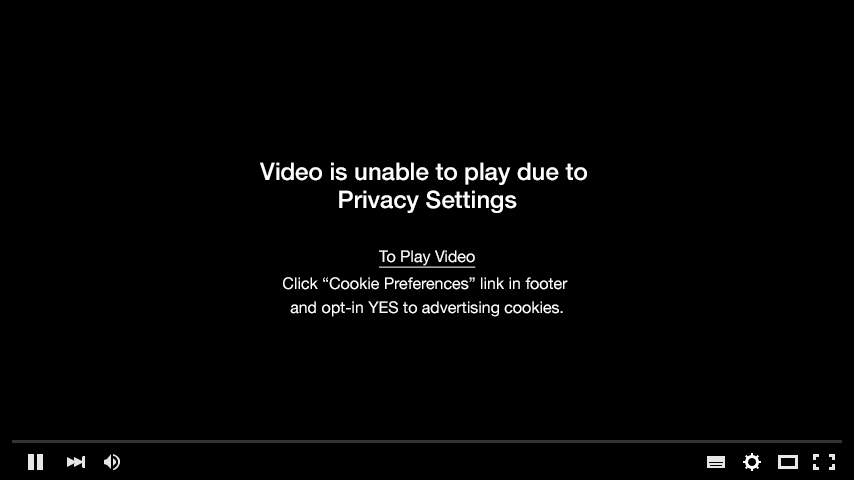 Video is unable to play due to
Privacy Settings
To Play Video
Click “Cookie Preferences” link in footer
and opt-in YES to advertising cookies.